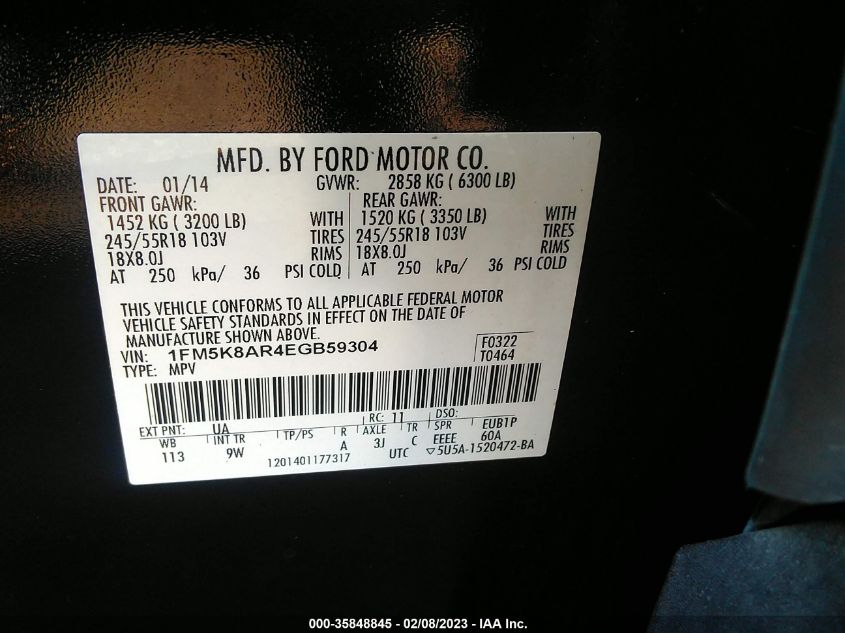 MFD. BY FORD MOTOR CO.
DATE: 01/14 GVWR: 2858 KG ( 6300 LB)
FRONT GAWR: REAR GAWR:
1452 KG ( 3200 LB) WITH 1520 KG ( 3350 LB) WITH
245/55R18 103V TIRES 245/55R18 103V TIRES
18X8.0J RIMS 18X8.0J RIMS
AT 250 kPa/ 36 PSI COLD AT 250 kPa/ 36 PSI COLD
THIS VEHICLE CONFORMS TO ALL APPLICABLE FEDERAL MOTOR
VEHICLE SAFETY STANDARDS IN EFFECT ON THE DATE OF
MANUFACTURE SHOWN ABOVE.
VIN: 1FM5K8AR4EGB59304 F0322
TYPE: MPV T0464
EXT PNT: UA RC: 11 DSO:
WB INT TR TP/PS R AXLE TR SPR EUB1P
113 9W A 3J C EEEE 60A
1201401177317 UTC ▽5U5A-1520472-BA
000-35848845 - 02/08/2023 - IAA Inc.